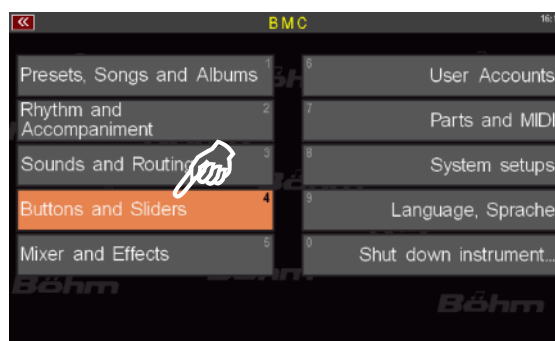 BMC
16:
Presets, Songs and Albums 1
Rhythm and
Accompaniment 2
Sounds and Routing 3
Buttons and Sliders 4
Mixer and Effects 5
6 User Accounts
7 Parts and MIDI
8 System setups
9 Language, Sprache
0 Shut down instrument...
Böhm
Böhm